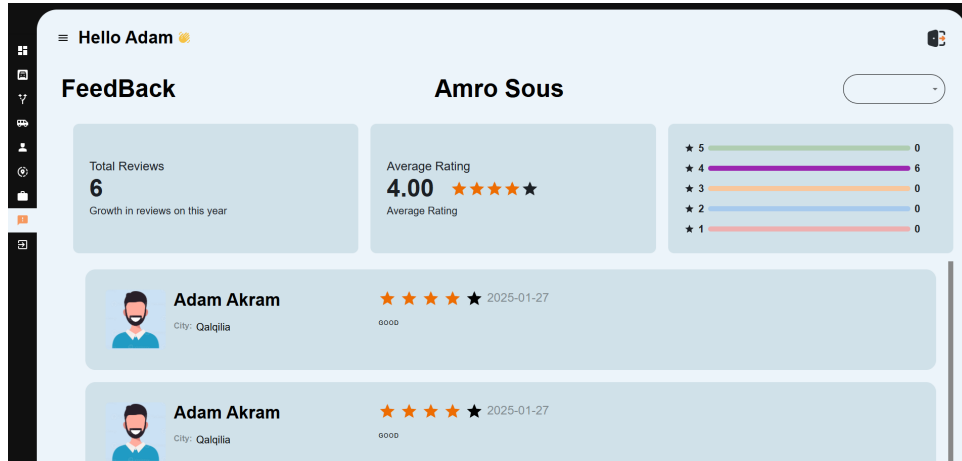 Hello Adam 👋
FeedBack
Amro Sous
Total Reviews
6
Growth in reviews on this year
Average Rating
4.00
Average Rating
5 0
4 6
3 0
2 0
1 0
Adam Akram
2025-01-27
City: Qalqilia
GOOD
Adam Akram
2025-01-27
City: Qalqilia
GOOD